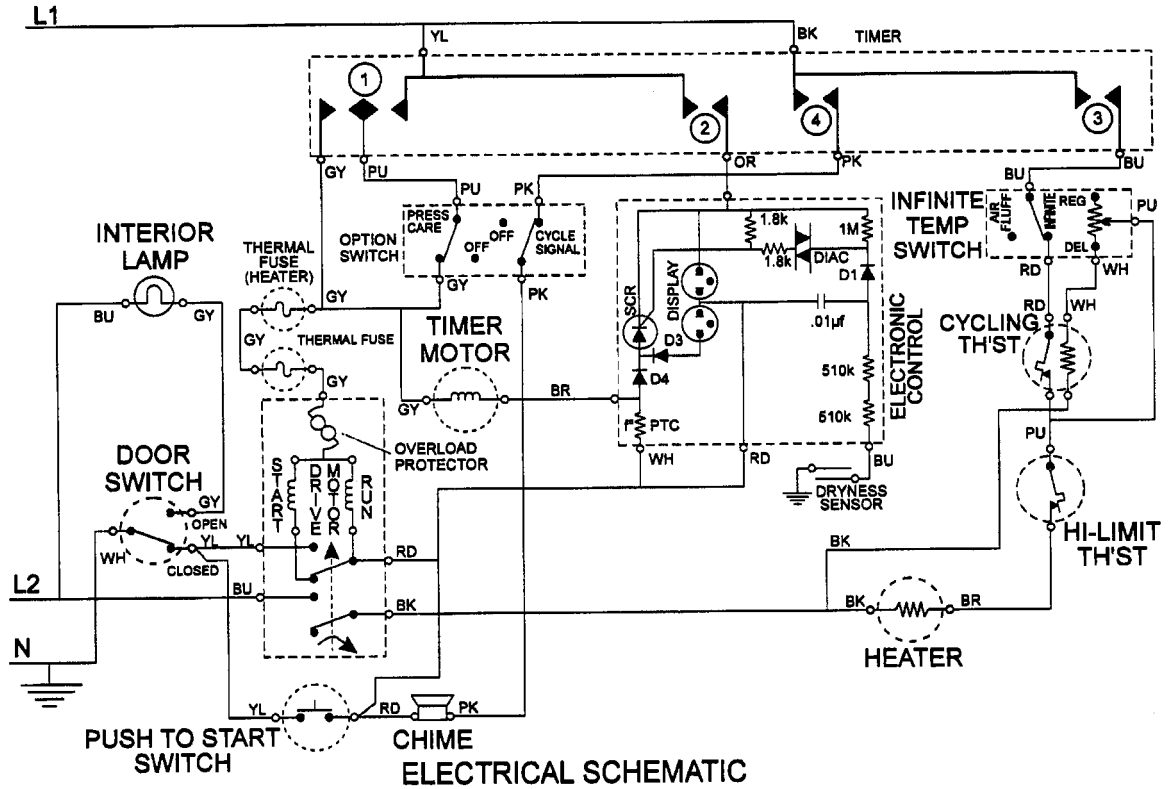 L1
YL
BK
TIMER
1
2
4
3
GY
PU
OR
PK
BU
BU
PU
PK
PRESS
CARE
OFF
OFF
CYCLE
SIGNAL
OPTION
SWITCH
GY
PK
INTERIOR
LAMP
BU
GY
THERMAL
FUSE
(HEATER)
GY
GY
THERMAL FUSE
GY
TIMER
MOTOR
GY
BR
1.8k
1M
1.8k
DIAC
D1
SCR
DISPLAY
.01µf
D3
D4
510k
510k
PTC
ELECTRONIC
CONTROL
WH
RD
BU
DRYNESS
SENSOR
INFINITE
TEMP
SWITCH
AIR
FLUFF
INFINITE
REG
DEL
PU
RD
WH
RD
WH
CYCLING
TH'ST
PU
HI-LIMIT
TH'ST
OVERLOAD
PROTECTOR
START
DRIVE
MOTOR
RUN
DOOR
SWITCH
GY
OPEN
WH
YL
YL
CLOSED
RD
BK
L2
BU
BK
BK
BR
HEATER
N
YL
RD
PK
PUSH TO START
SWITCH
CHIME
ELECTRICAL SCHEMATIC